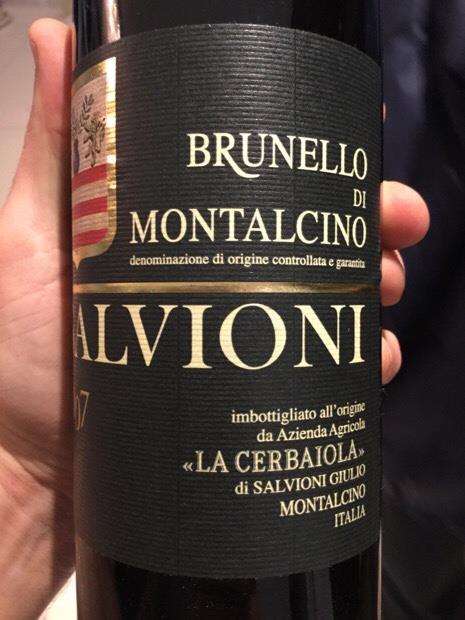 BRUNELLO
DI
MONTALCINO
denominazione di origine controllata e garantita
ALVIONI
imbottigliato all'origine
da Azienda Agricola
«LA CERBAIOLA»
di SALVIONI GIULIO
MONTALCINO
ITALIA